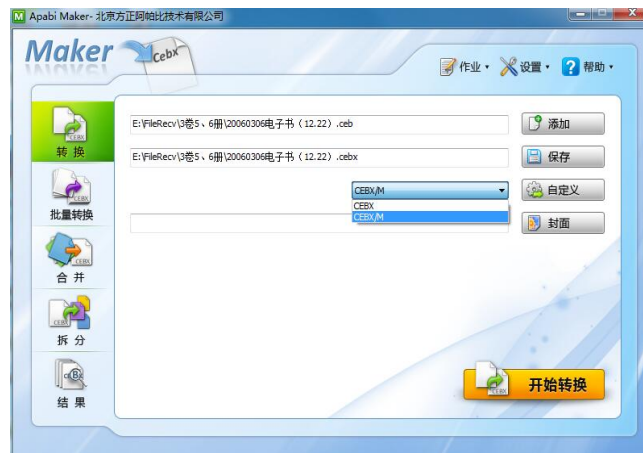 Apabi Maker- 北京方正阿帕比技术有限公司
Maker
Cebx
作业
设置
帮助
转 换
E:\FileRecv\3卷5、6册\20060306电子书（12.22）.ceb
添加
E:\FileRecv\3卷5、6册\20060306电子书（12.22）.cebx
保存
CEBX/M
自定义
CEBX
CEBX/M
封面
批量转换
合 并
拆 分
结 果
开始转换